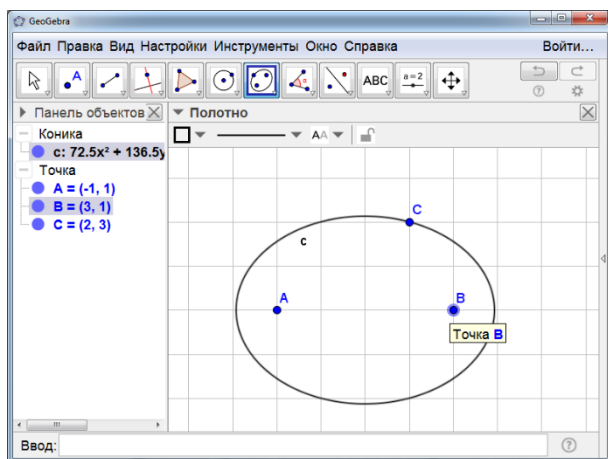 GeoGebra
Файл Правка Вид Настройки Инструменты Окно Справка Войти...
A ABC a=2
Панель объектов Полотно
AA
Коника
c: 72.5x² + 136.5y
Точка
A = (-1, 1)
B = (3, 1)
C = (2, 3)
C
c
A
B
Точка B
Ввод: